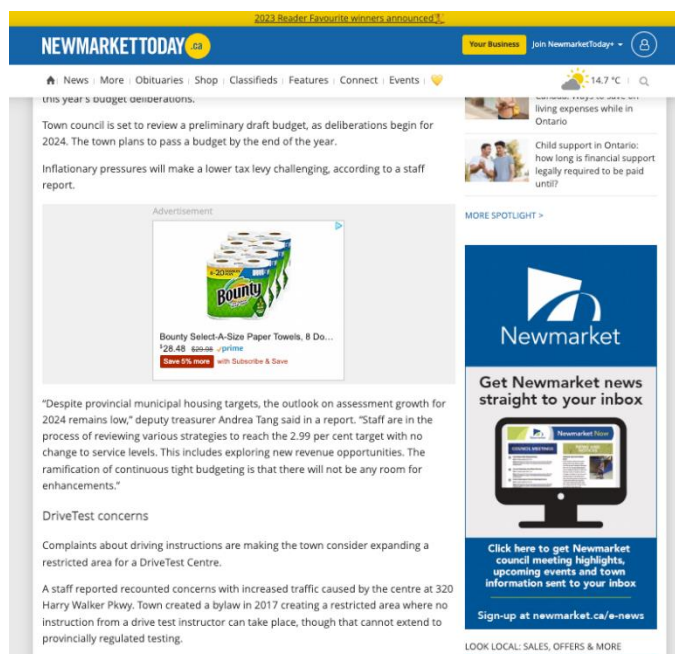 2023 Reader Favourite winners announced
NEWMARKETTODAY .ca
Your Business
Join NewmarketToday+
News
More
Obituaries
Shop
Classifieds
Features
Connect
Events
14.7 °C
this year's budget deliberations.
Town council is set to review a preliminary draft budget, as deliberations begin for
2024. The town plans to pass a budget by the end of the year.
Inflationary pressures will make a lower tax levy challenging, according to a staff
report.
Advertisement
Bounty
Bounty Select-A-Size Paper Towels, 8 Do...
$28.48 $29.98 prime
Save 5% more with Subscribe & Save
"Despite provincial municipal housing targets, the outlook on assessment growth for
2024 remains low," deputy treasurer Andrea Tang said in a report. "Staff are in the
process of reviewing various strategies to reach the 2.99 per cent target with no
change to service levels. This includes exploring new revenue opportunities. The
ramification of continuous tight budgeting is that there will not be any room for
enhancements."
DriveTest concerns
Complaints about driving instructions are making the town consider expanding a
restricted area for a DriveTest Centre.
A staff reported recounted concerns with increased traffic caused by the centre at 320
Harry Walker Pkwy. Town created a bylaw in 2017 creating a restricted area where no
instruction from a drive test instructor can take place, though that cannot extend to
provincially regulated testing.
Canada: Ways to save on
living expenses while in
Ontario
Child support in Ontario:
how long is financial support
legally required to be paid
until?
MORE SPOTLIGHT >
Newmarket
Get Newmarket news
straight to your inbox
Newmarket Now
COUNCIL MEETINGS
Click here to get Newmarket
council meeting highlights,
upcoming events and town
information sent to your inbox
Sign-up at newmarket.ca/e-news
LOOK LOCAL: SALES, OFFERS & MORE